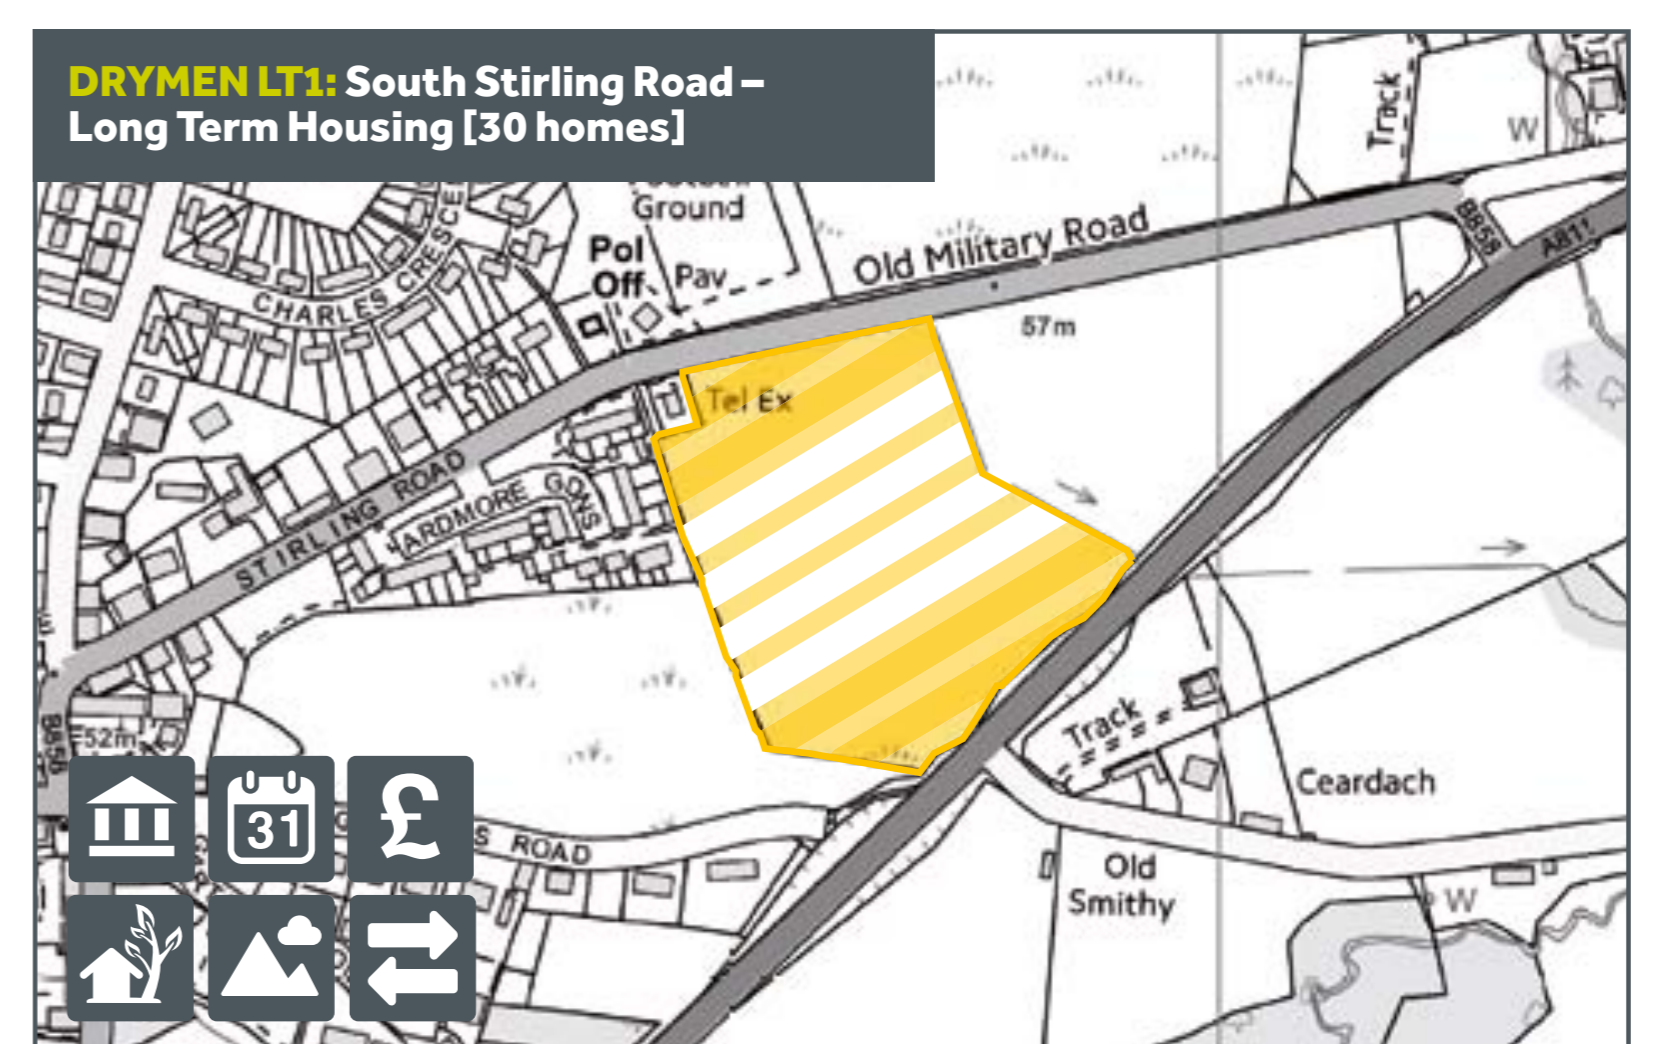 DRYMEN LT1: South Stirling Road –
Long Term Housing [30 homes]
Track
W
Ground
Pol
Off
Pav
Old Military Road
B858
A811
57m
CHARLES CRESCE
Tel Ex
STIRLING ROAD
ARDMORE GDNS
B858
52m
Track
Ceardach
31
£
S ROAD
Old
Smithy
W